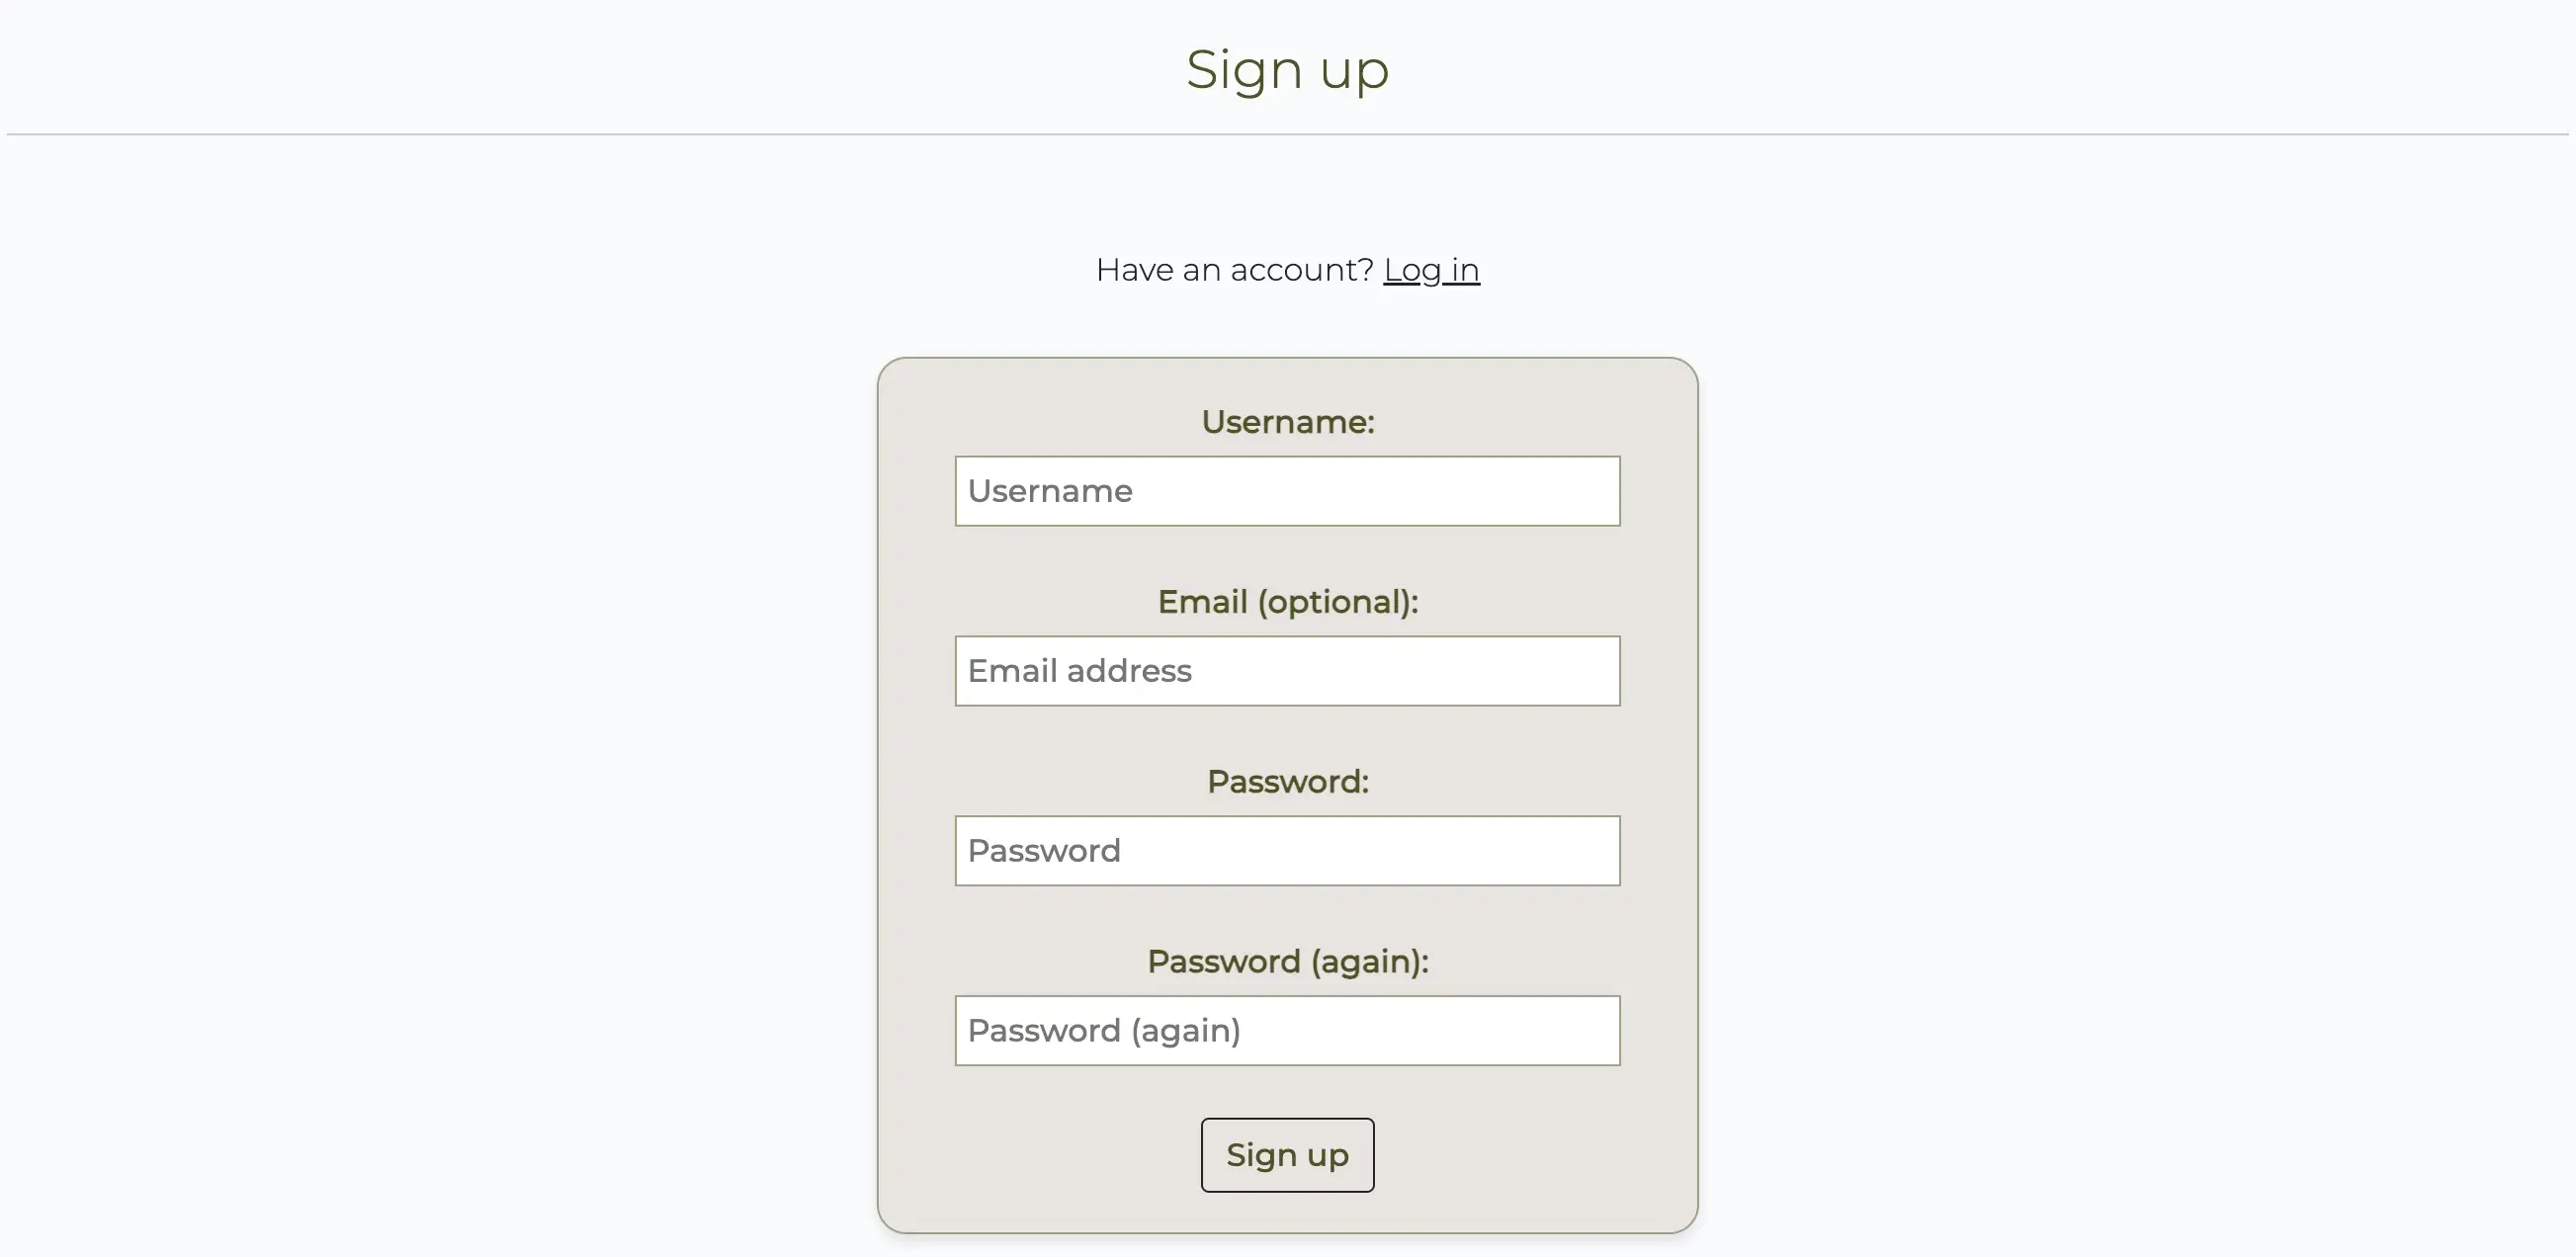 Sign up
Have an account? Log in
Username:
Username
Email (optional):
Email address
Password:
Password
Password (again):
Password (again)
Sign up